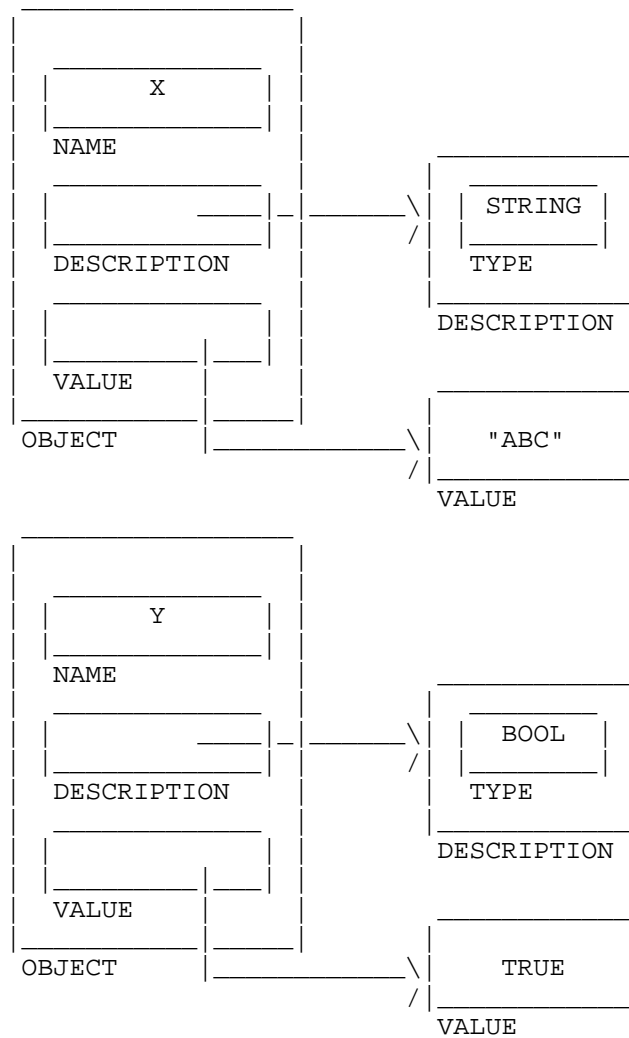 X
NAME
STRING
DESCRIPTION TYPE
DESCRIPTION
VALUE
OBJECT "ABC"
VALUE
Y
NAME
BOOL
DESCRIPTION TYPE
DESCRIPTION
VALUE
OBJECT TRUE
VALUE